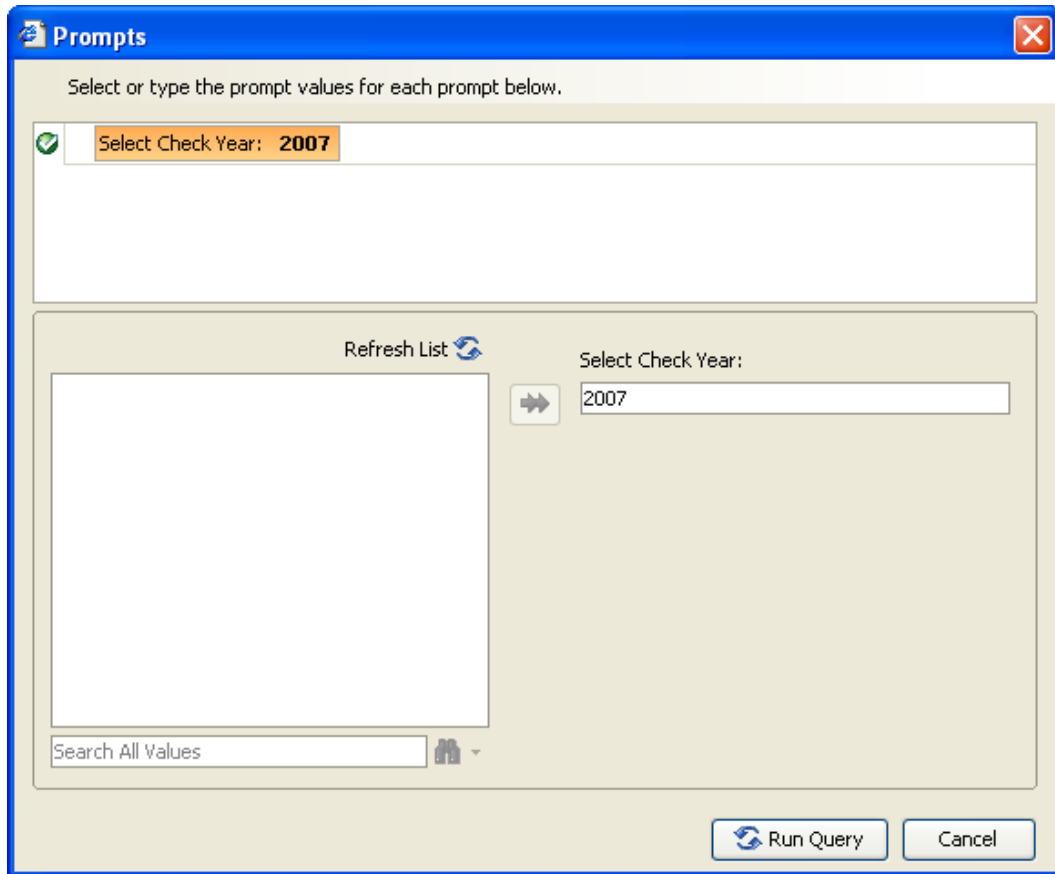 Prompts
Select or type the prompt values for each prompt below.
Select Check Year: 2007
Refresh List
Select Check Year:
2007
Search All Values
Run Query
Cancel